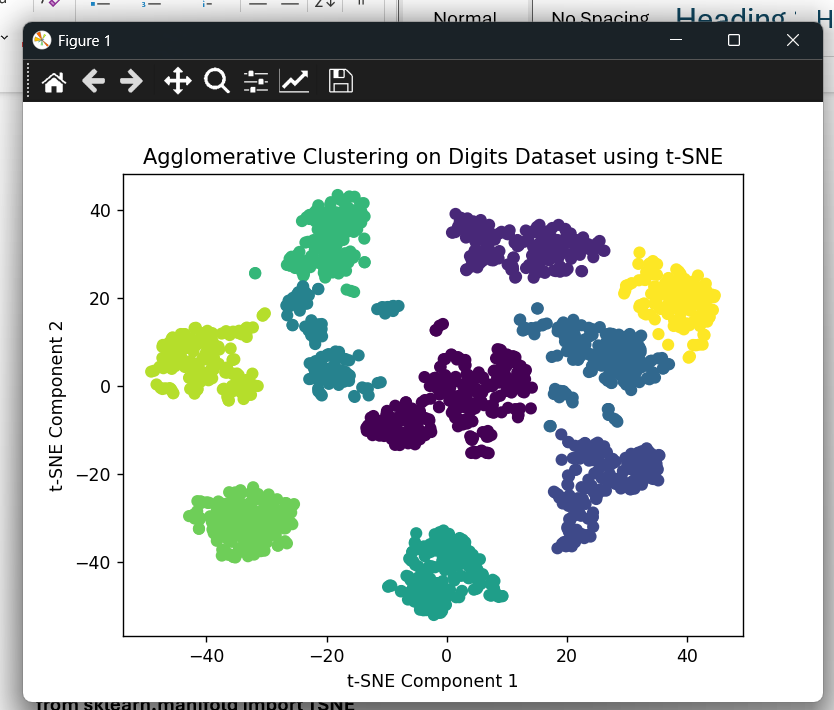 Normal No Spacing Heading
Figure 1
Agglomerative Clustering on Digits Dataset using t-SNE
40
20
0
−20
−40
t-SNE Component 2
−40 −20 0 20 40
t-SNE Component 1
from sklearn.manifold import TSNE